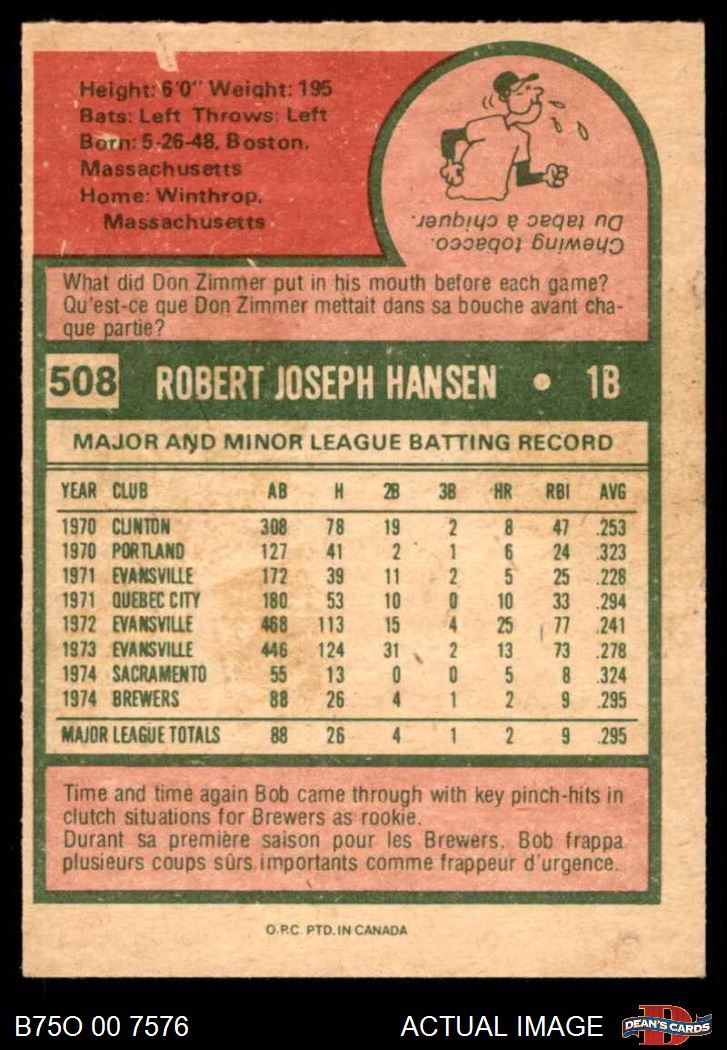 Height: 6'0" Weight: 195
Bats: Left Throws: Left
Born: 5-26-48, Boston,
Massachusetts
Home: Winthrop,
Massachusetts
Chewing tobacco.
Du tabac à chiquer.
What did Don Zimmer put in his mouth before each game?
Qu'est-ce que Don Zimmer mettait dans sa bouche avant cha-
que partie?
508 ROBERT JOSEPH HANSEN • 1B
MAJOR AND MINOR LEAGUE BATTING RECORD
YEAR CLUB AB H 2B 3B HR RBI AVG
1970 CLINTON 308 78 19 2 8 47 .253
1970 PORTLAND 127 41 2 1 6 24 .323
1971 EVANSVILLE 172 39 11 2 5 25 .228
1971 QUEBEC CITY 180 53 10 0 10 33 .294
1972 EVANSVILLE 468 113 15 4 25 77 .241
1973 EVANSVILLE 446 124 31 2 13 73 .278
1974 SACRAMENTO 55 13 0 0 5 8 .324
1974 BREWERS 88 26 4 1 2 9 .295
MAJOR LEAGUE TOTALS 88 26 4 1 2 9 .295
Time and time again Bob came through with key pinch-hits in
clutch situations for Brewers as rookie.
Durant sa première saison pour les Brewers, Bob frappa
plusieurs coups sûrs importants comme frappeur d'urgence.
O.P.C. PTD. IN CANADA
B75O 00 7576 ACTUAL IMAGE
D
DEAN'S CARDS